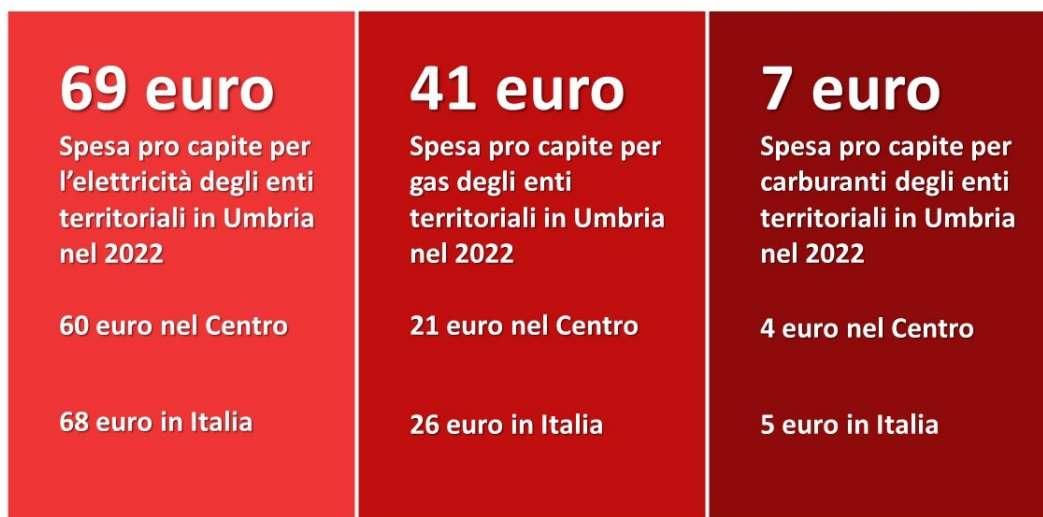 69 euro
Spesa pro capite per
l’elettricità degli enti
territoriali in Umbria
nel 2022
60 euro nel Centro
68 euro in Italia
41 euro
Spesa pro capite per
gas degli enti
territoriali in Umbria
nel 2022
21 euro nel Centro
26 euro in Italia
7 euro
Spesa pro capite per
carburanti degli enti
territoriali in Umbria
nel 2022
4 euro nel Centro
5 euro in Italia